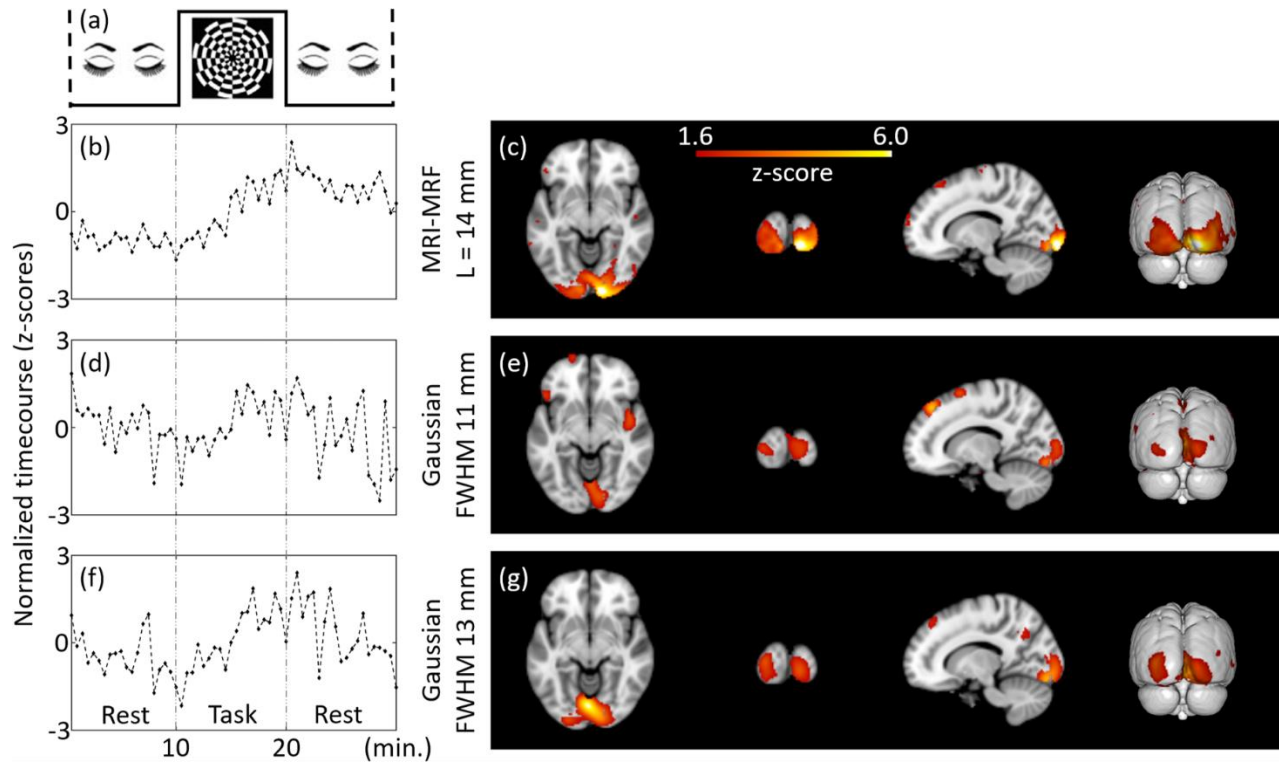 (a)
3
(b)
0
-3
MRI-MRF
L = 14 mm
(c)
1.6
6.0
z-score
Normalized timecourse (z-scores)
3
(d)
0
-3
Gaussian
FWHM 11 mm
(e)
3
(f)
0
-3
Rest
Task
Rest
10
20
(min.)
Gaussian
FWHM 13 mm
(g)